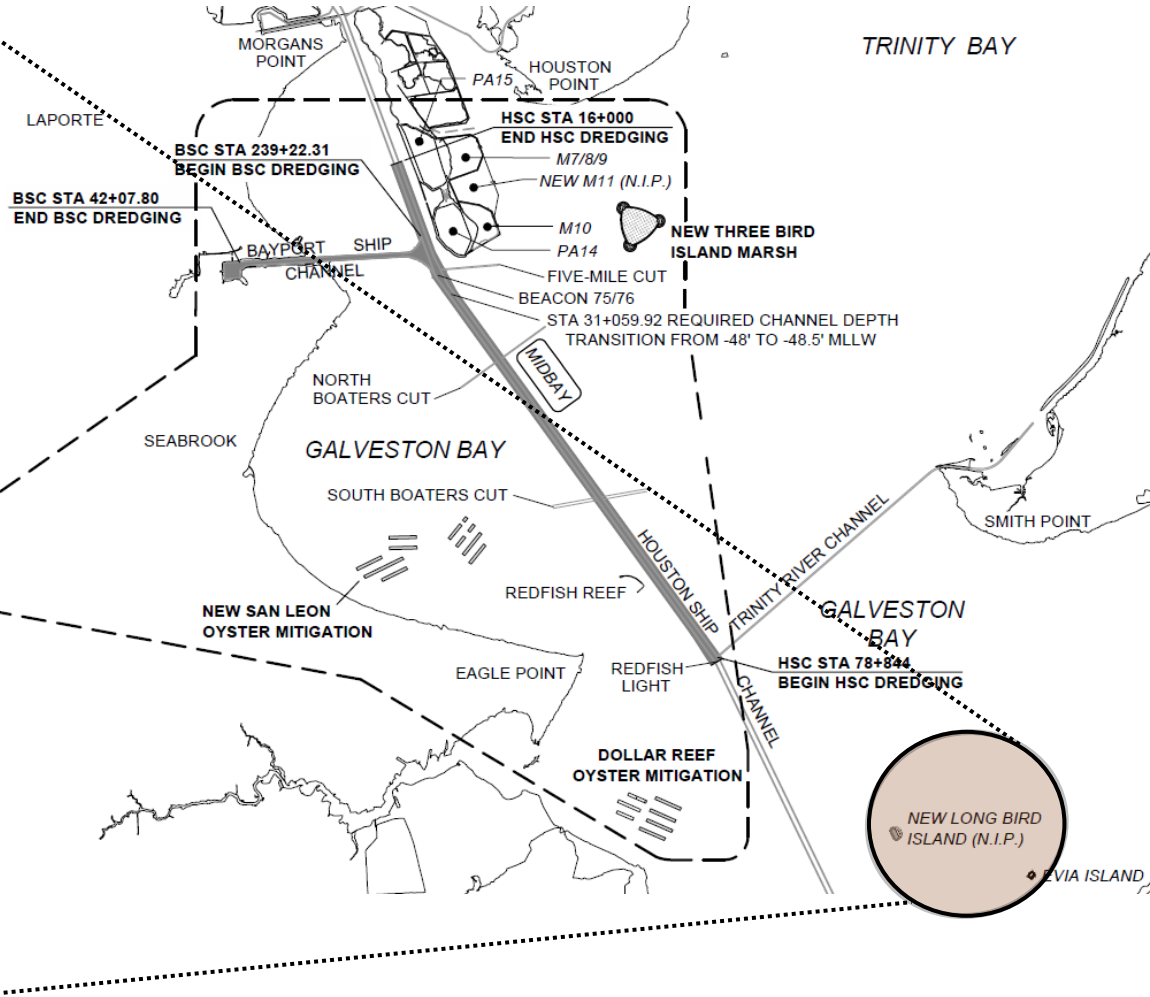 TRINITY BAY
MORGANS
POINT
PA15
HOUSTON
POINT
LAPORTE
HSC STA 16+000
END HSC DREDGING
BSC STA 239+22.31
BEGIN BSC DREDGING
M7/8/9
NEW M11 (N.I.P.)
BSC STA 42+07.80
END BSC DREDGING
M10
NEW THREE BIRD
ISLAND MARSH
PA14
BAYPORT SHIP
CHANNEL
FIVE-MILE CUT
BEACON 75/76
STA 31+059.92 REQUIRED CHANNEL DEPTH
TRANSITION FROM -48' TO -48.5' MLLW
MIDBAY
NORTH
BOATERS CUT
SEABROOK
GALVESTON BAY
SOUTH BOATERS CUT
SMITH POINT
HOUSTON SHIP
CHANNEL
TRINITY RIVER CHANNEL
REDFISH REEF
NEW SAN LEON
OYSTER MITIGATION
GALVESTON
BAY
EAGLE POINT
REDFISH
LIGHT
HSC STA 78+844
BEGIN HSC DREDGING
DOLLAR REEF
OYSTER MITIGATION
NEW LONG BIRD
ISLAND (N.I.P.)
EVIA ISLAND